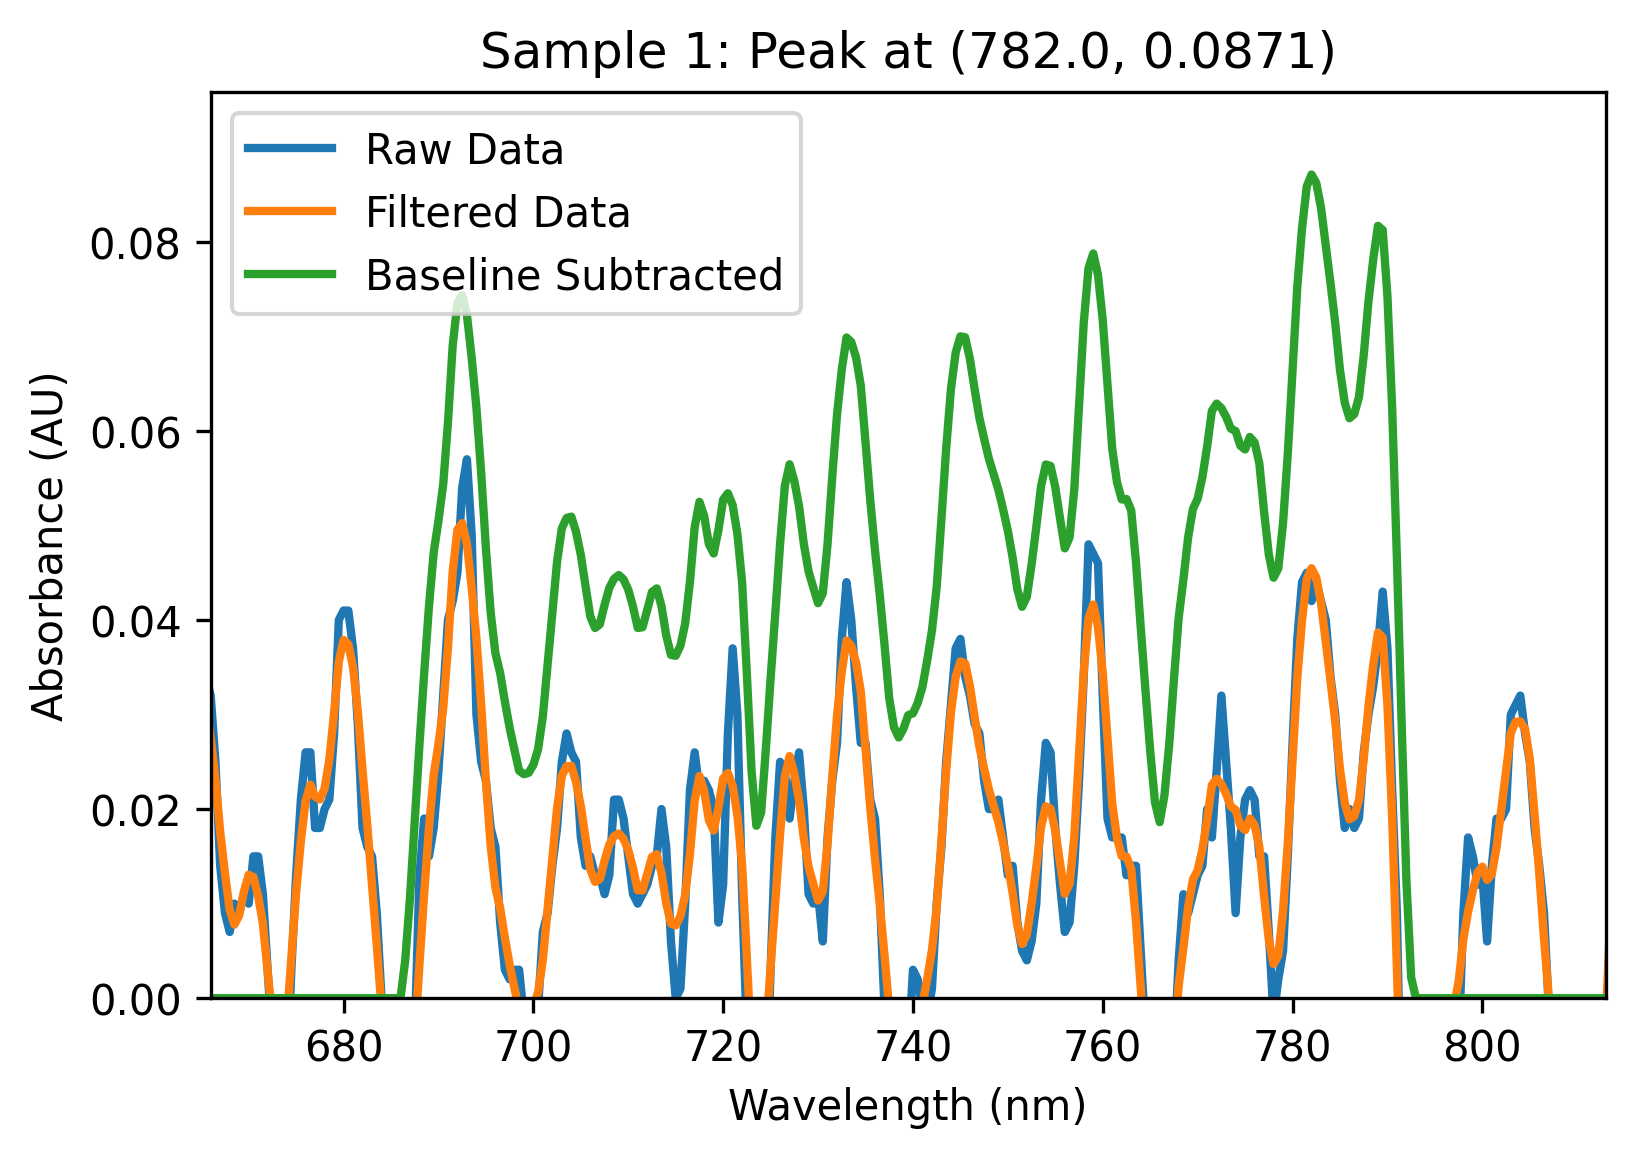 Sample 1: Peak at (782.0, 0.0871)
Raw Data
Filtered Data
Baseline Subtracted
Absorbance (AU)
0.08
0.06
0.04
0.02
0.00
680 700 720 740 760 780 800
Wavelength (nm)